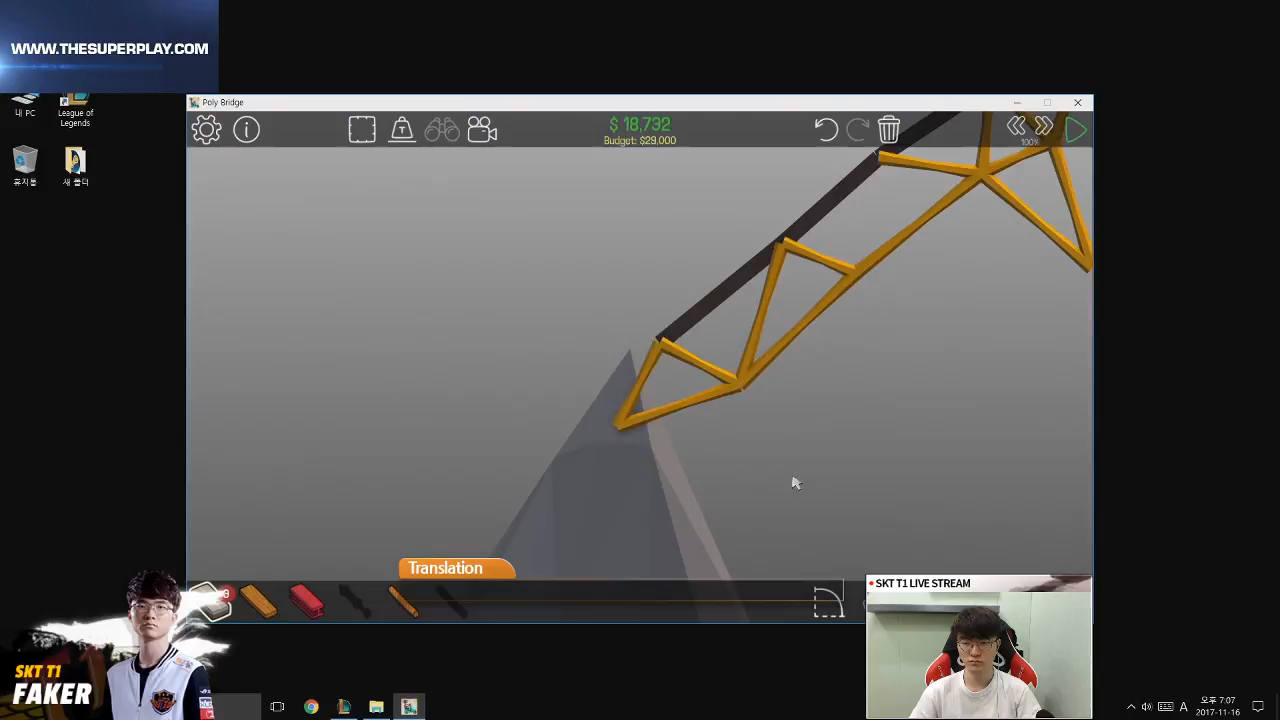 WWW.THESUPERPLAY.COM
내 PC
League of
Legends
휴지통
새 폴더
Poly Bridge
$ 18,732
Budget: $29,000
100%
Translation
SKT T1 LIVE STREAM
SKT T1
FAKER
A
오후 7:07
2017-11-16